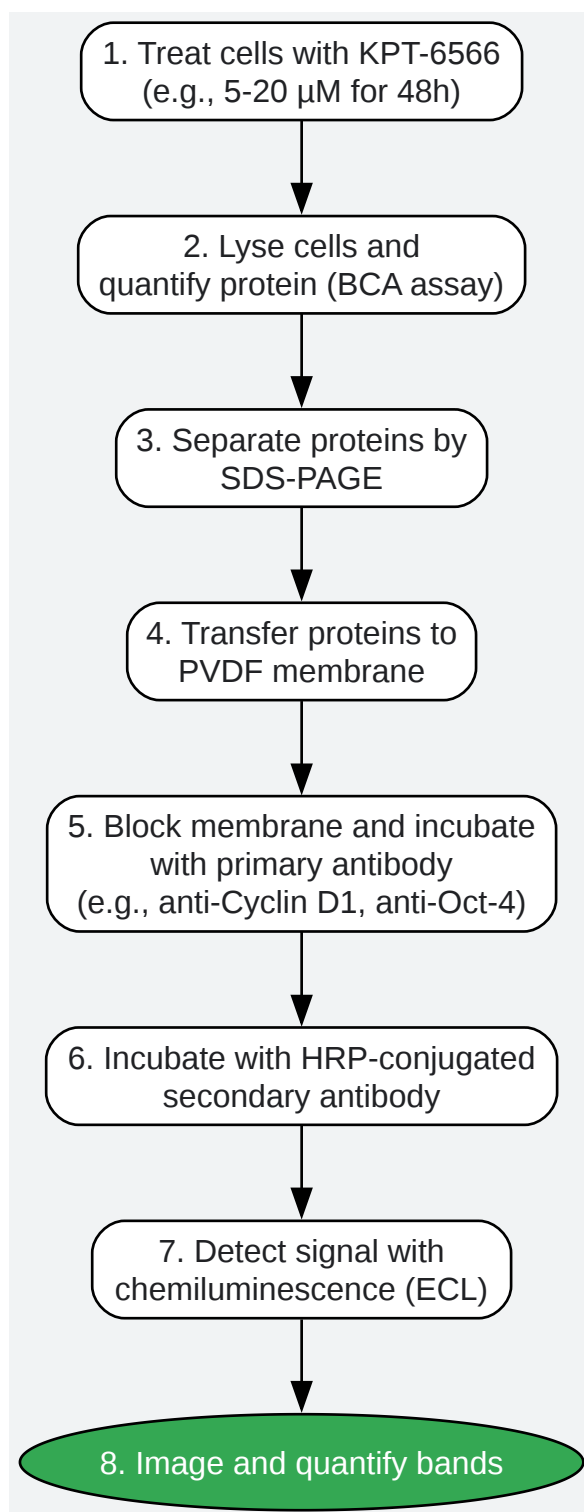 1. Treat cells with KPT-6566
(e.g., 5-20 µM for 48h)
2. Lyse cells and
quantify protein (BCA assay)
3. Separate proteins by
SDS-PAGE
4. Transfer proteins to
PVDF membrane
5. Block membrane and incubate
with primary antibody
(e.g., anti-Cyclin D1, anti-Oct-4)
6. Incubate with HRP-conjugated
secondary antibody
7. Detect signal with
chemiluminescence (ECL)
8. Image and quantify bands